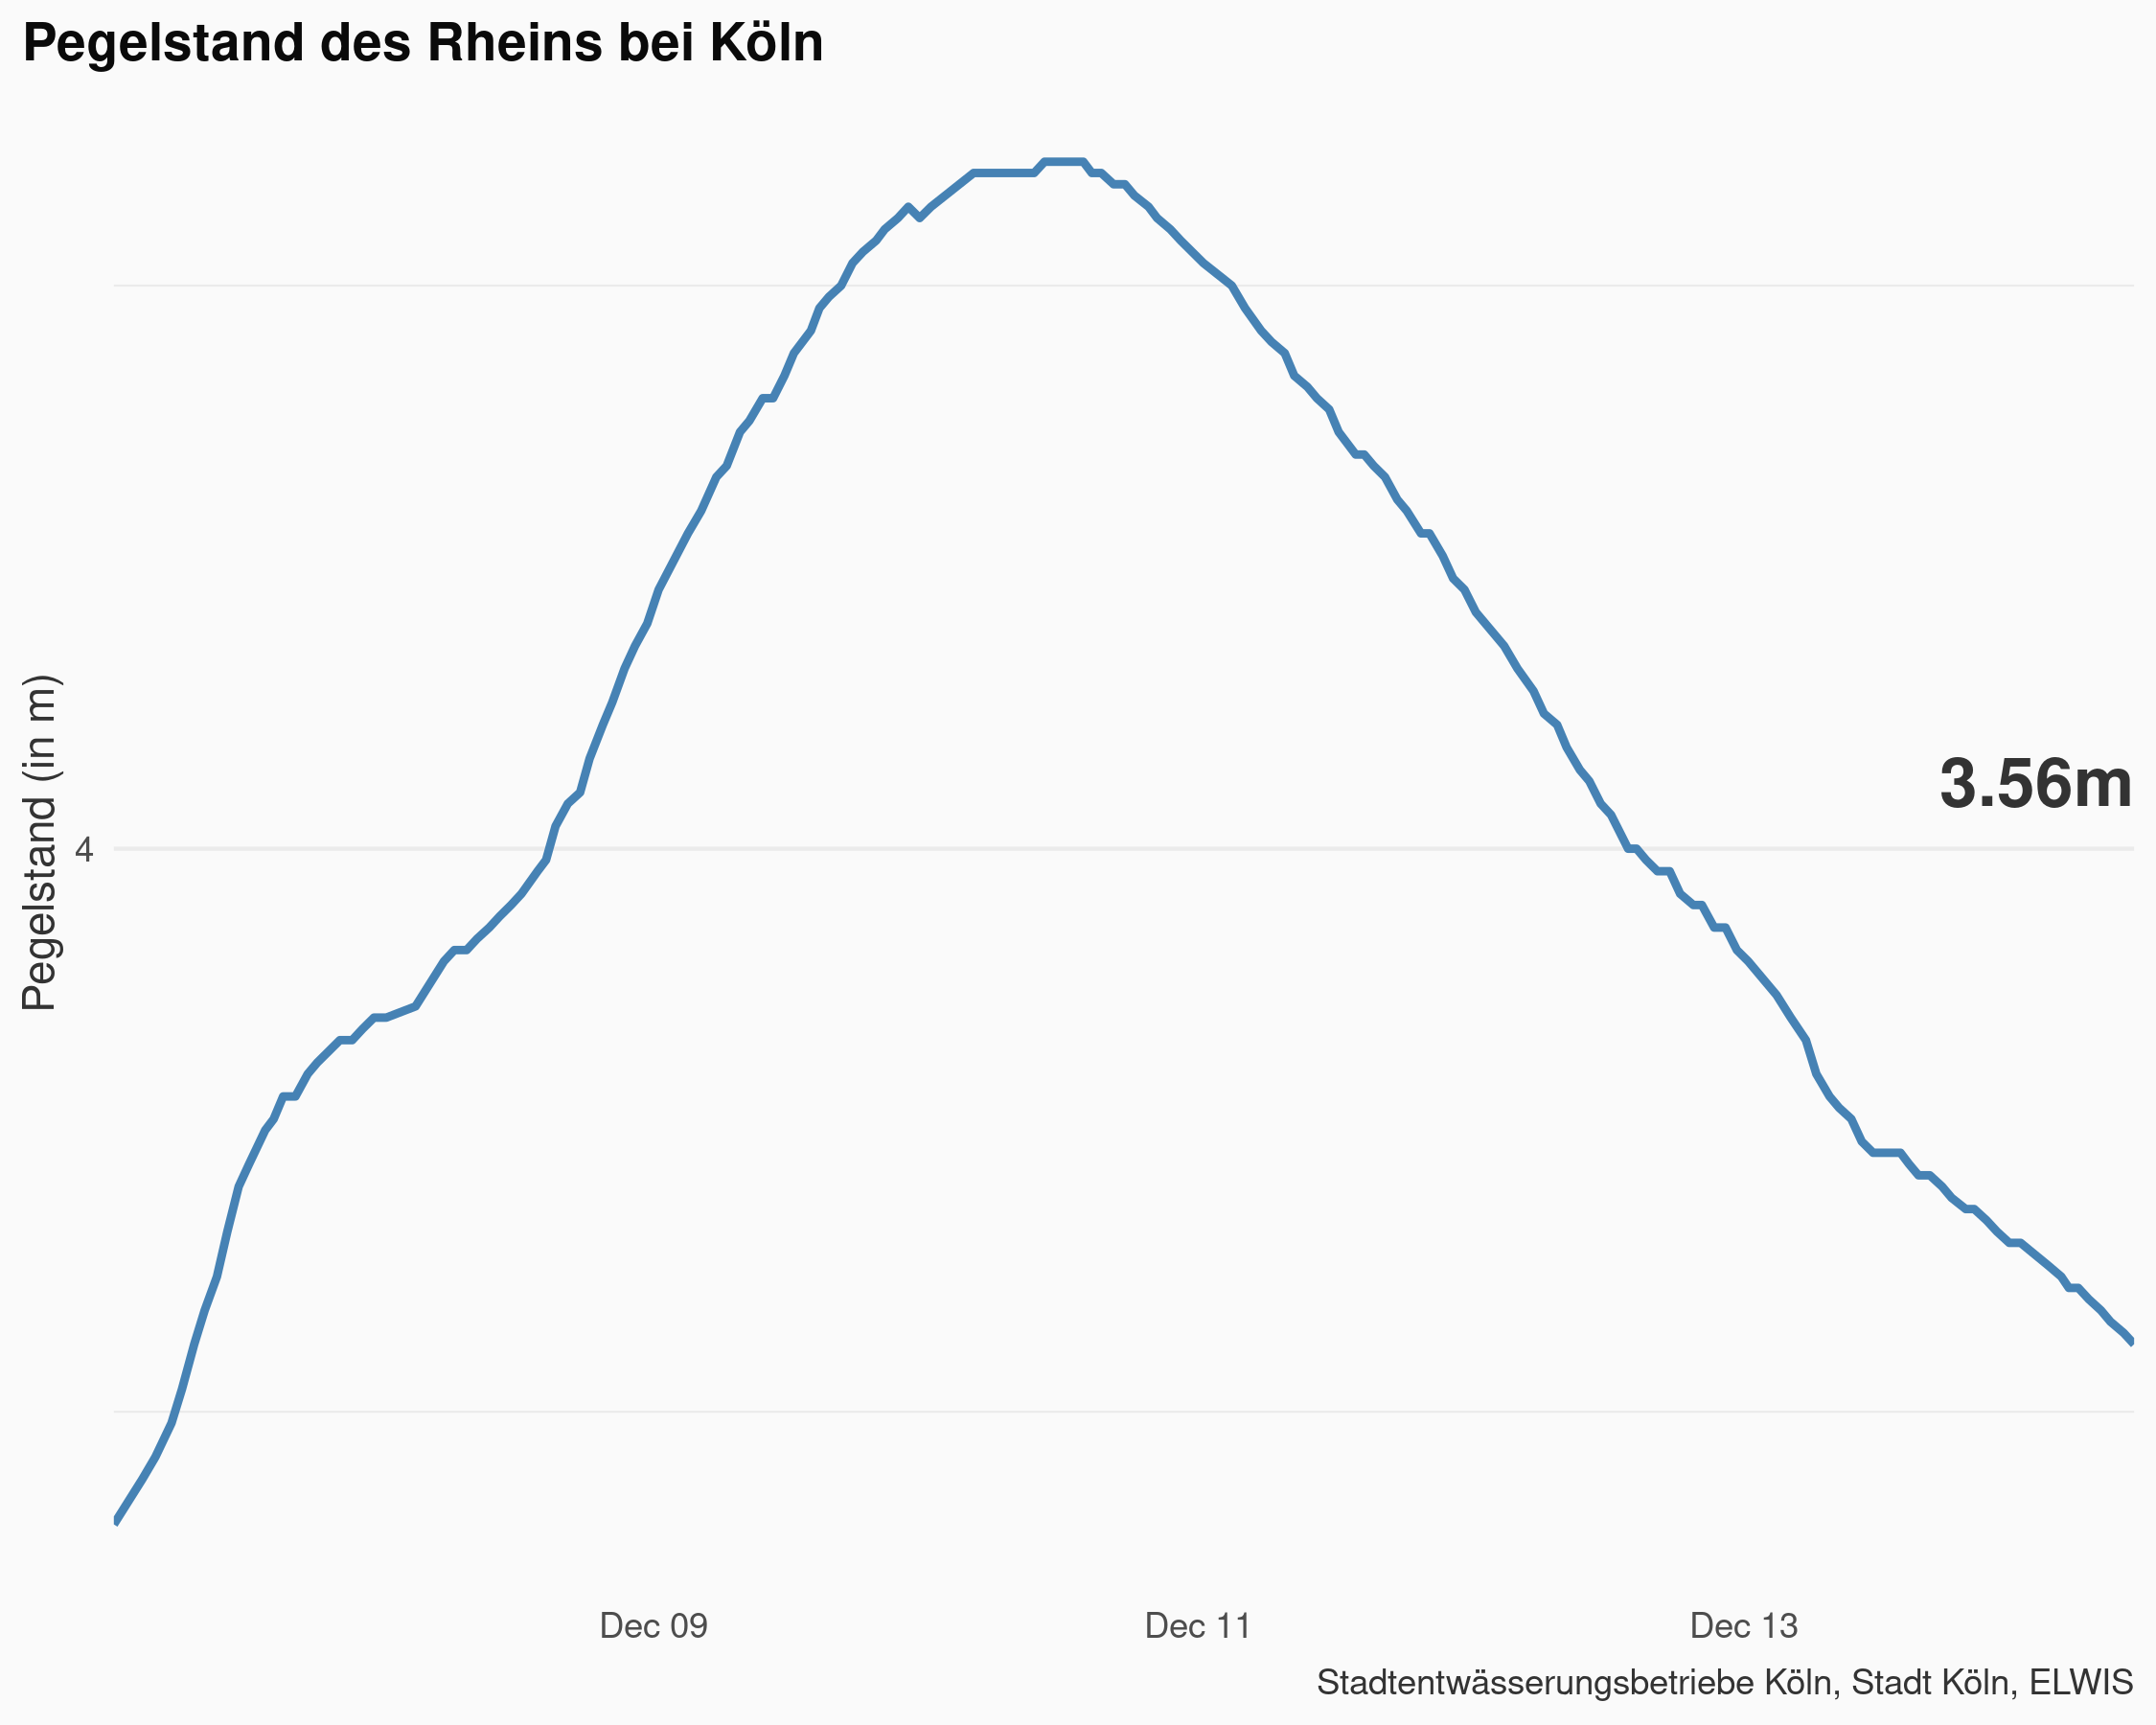 Pegelstand des Rheins bei Köln
Pegelstand (in m)
4
3.56m
Dec 09
Dec 11
Dec 13
Stadtentwässerungsbetriebe Köln, Stadt Köln, ELWIS